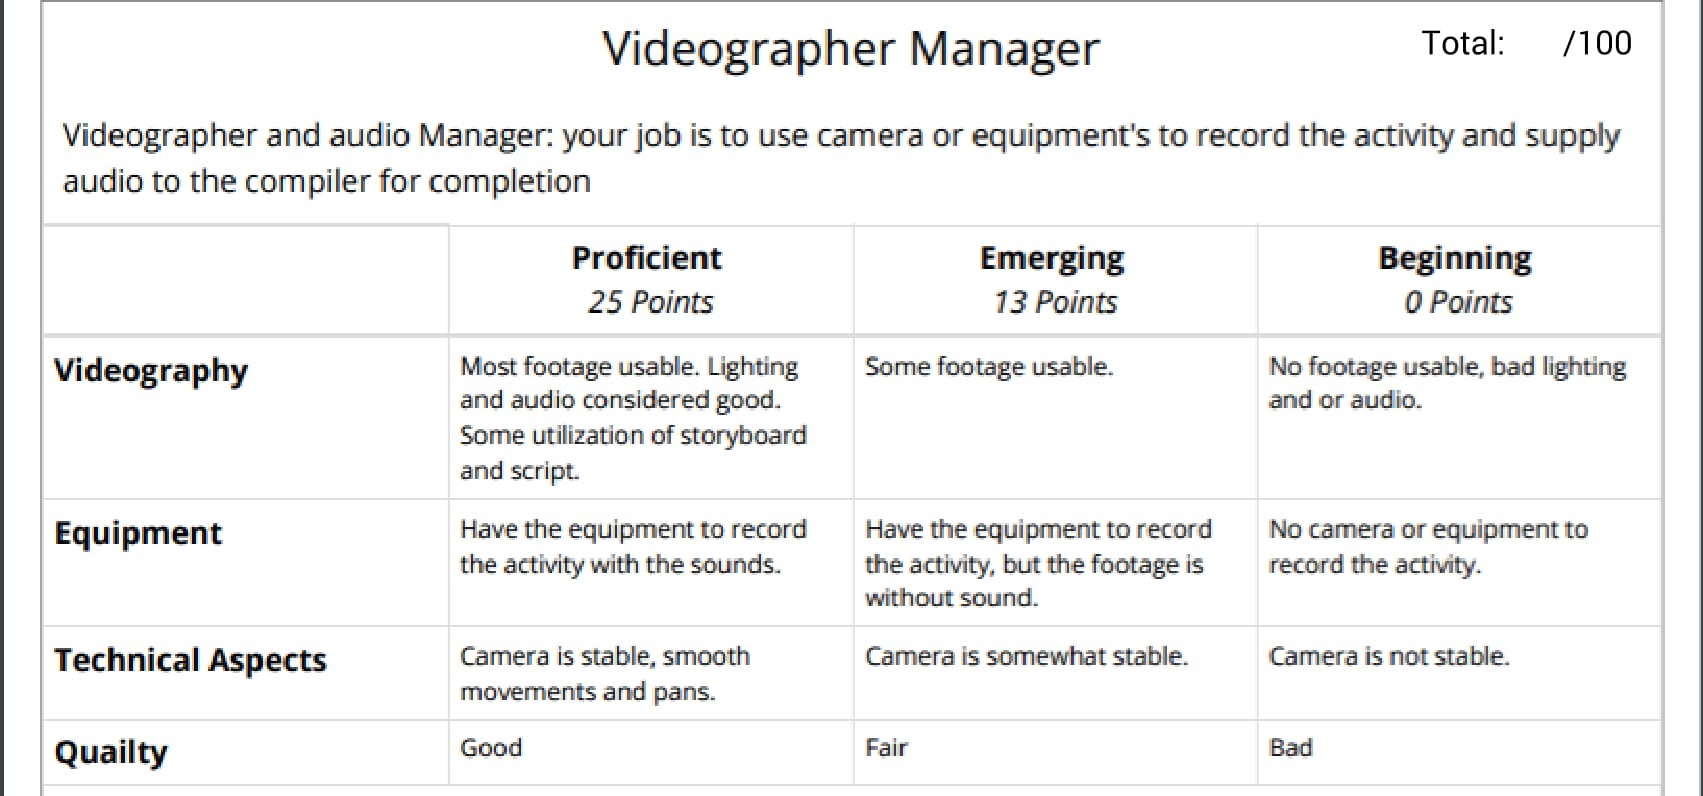 Videographer Manager
Total: /100
Videographer and audio Manager: your job is to use camera or equipment's to record the activity and supply
audio to the compiler for completion
Proficient
25 Points
Emerging
13 Points
Beginning
0 Points
Videography
Most footage usable. Lighting
and audio considered good.
Some utilization of storyboard
and script.
Some footage usable.
No footage usable, bad lighting
and or audio.
Equipment
Have the equipment to record
the activity with the sounds.
Have the equipment to record
the activity, but the footage is
without sound.
No camera or equipment to
record the activity.
Technical Aspects
Camera is stable, smooth
movements and pans.
Camera is somewhat stable.
Camera is not stable.
Quailty
Good
Fair
Bad